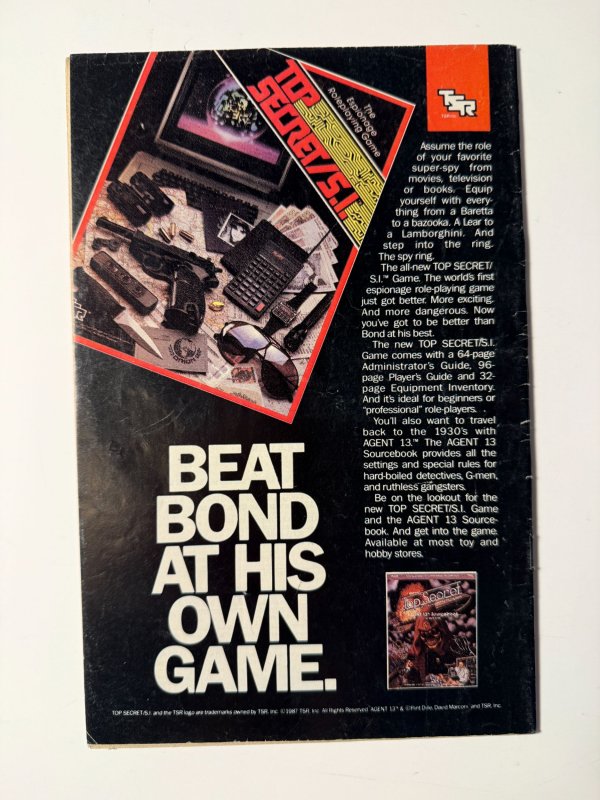 TOP
SECRET/S.I.
The
Espionage
Roleplaying Game
TSR
Assume the role
of your favorite
super-spy from
movies, television
or books. Equip
yourself with every-
thing from a Baretta
to a bazooka. A Lear to
a Lamborghini. And
step into the ring.
The spy ring.
The all-new TOP SECRET/
S.I.™ Game. The world's first
espionage role-playing game
just got better. More exciting.
And more dangerous. Now
you've got to be better than
Bond at his best.
The new TOP SECRET/S.I.
Game comes with a 64-page
Administrator's Guide, 96-
page Player's Guide and 32-
page Equipment Inventory.
And it's ideal for beginners or
"professional" role-players.
You'll also want to travel
back to the 1930's with
AGENT 13.™ The AGENT 13
Sourcebook provides all the
settings and special rules for
hard-boiled detectives, G-men,
and ruthless gangsters.
Be on the lookout for the
new TOP SECRET/S.I. Game
and the AGENT 13 Source-
book. And get into the game.
Available at most toy and
hobby stores.
BEAT
BOND
AT HIS
OWN
GAME.
Top Secret
TOP SECRET/S.I. and the TSR logo are trademarks owned by TSR, Inc. ©1987 TSR, Inc. All Rights Reserved. AGENT 13™ & ©Flint Dille, David Marconi, and TSR, Inc.